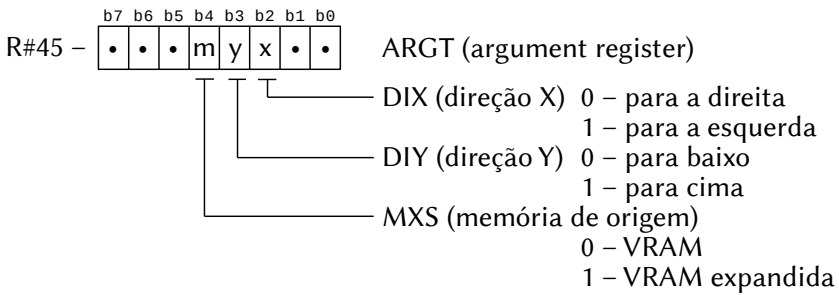 b7 b6 b5 b4 b3 b2 b1 b0
R#45 – • • • m y x • • ARGT (argument register)
DIX (direção X) 0 – para a direita
1 – para a esquerda
DIY (direção Y) 0 – para baixo
1 – para cima
MXS (memória de origem)
0 – VRAM
1 – VRAM expandida